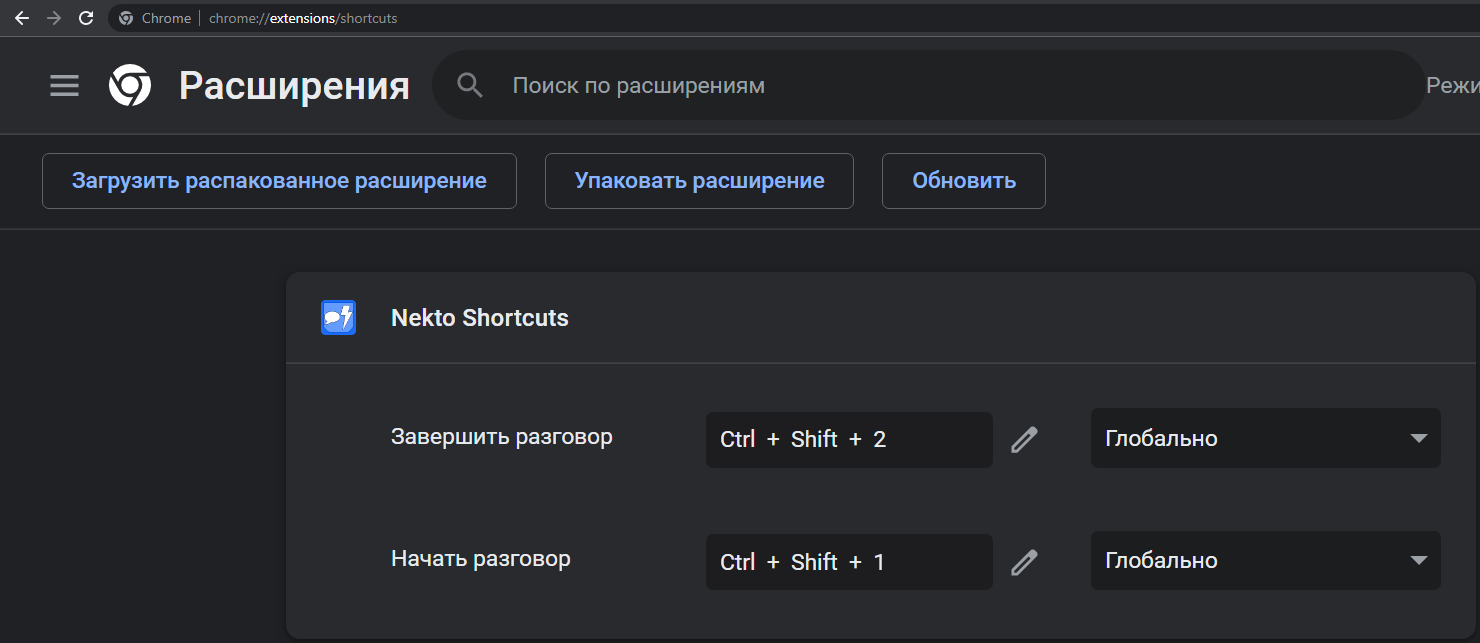 Chrome | chrome://extensions/shortcuts
Расширения Поиск по расширениям
Загрузить распакованное расширение Упаковать расширение Обновить
Nekto Shortcuts
Завершить разговор Ctrl + Shift + 2 Глобально
Начать разговор Ctrl + Shift + 1 Глобально